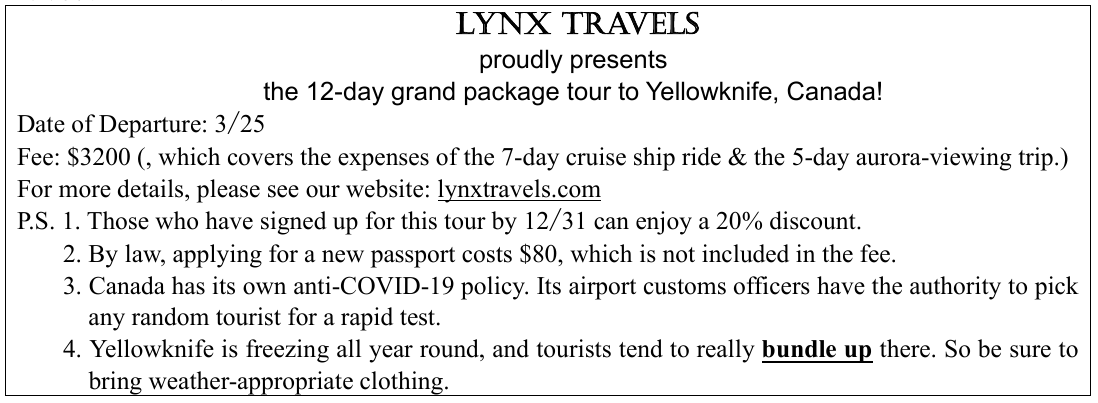 LYNX TRAVELS
proudly presents
the 12-day grand package tour to Yellowknife, Canada!
Date of Departure: 3/25
Fee: $3200 (, which covers the expenses of the 7-day cruise ship ride & the 5-day aurora-viewing trip.)
For more details, please see our website: lynxtravels.com
P.S. 1. Those who have signed up for this tour by 12/31 can enjoy a 20% discount.
2. By law, applying for a new passport costs $80, which is not included in the fee.
3. Canada has its own anti-COVID-19 policy. Its airport customs officers have the authority to pick
any random tourist for a rapid test.
4. Yellowknife is freezing all year round, and tourists tend to really bundle up there. So be sure to
bring weather-appropriate clothing.